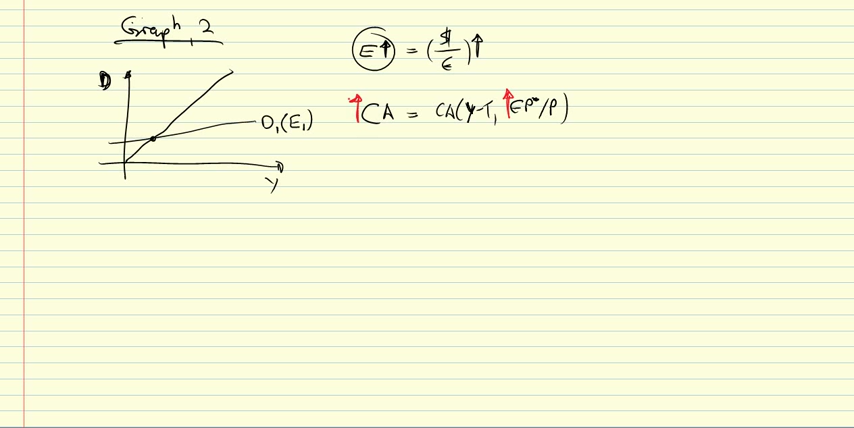 Graph 2
E↑ = ($/€)↑
D
↑CA = CA(Y-T, ↑EP*/P)
D₁(E₁)
Y